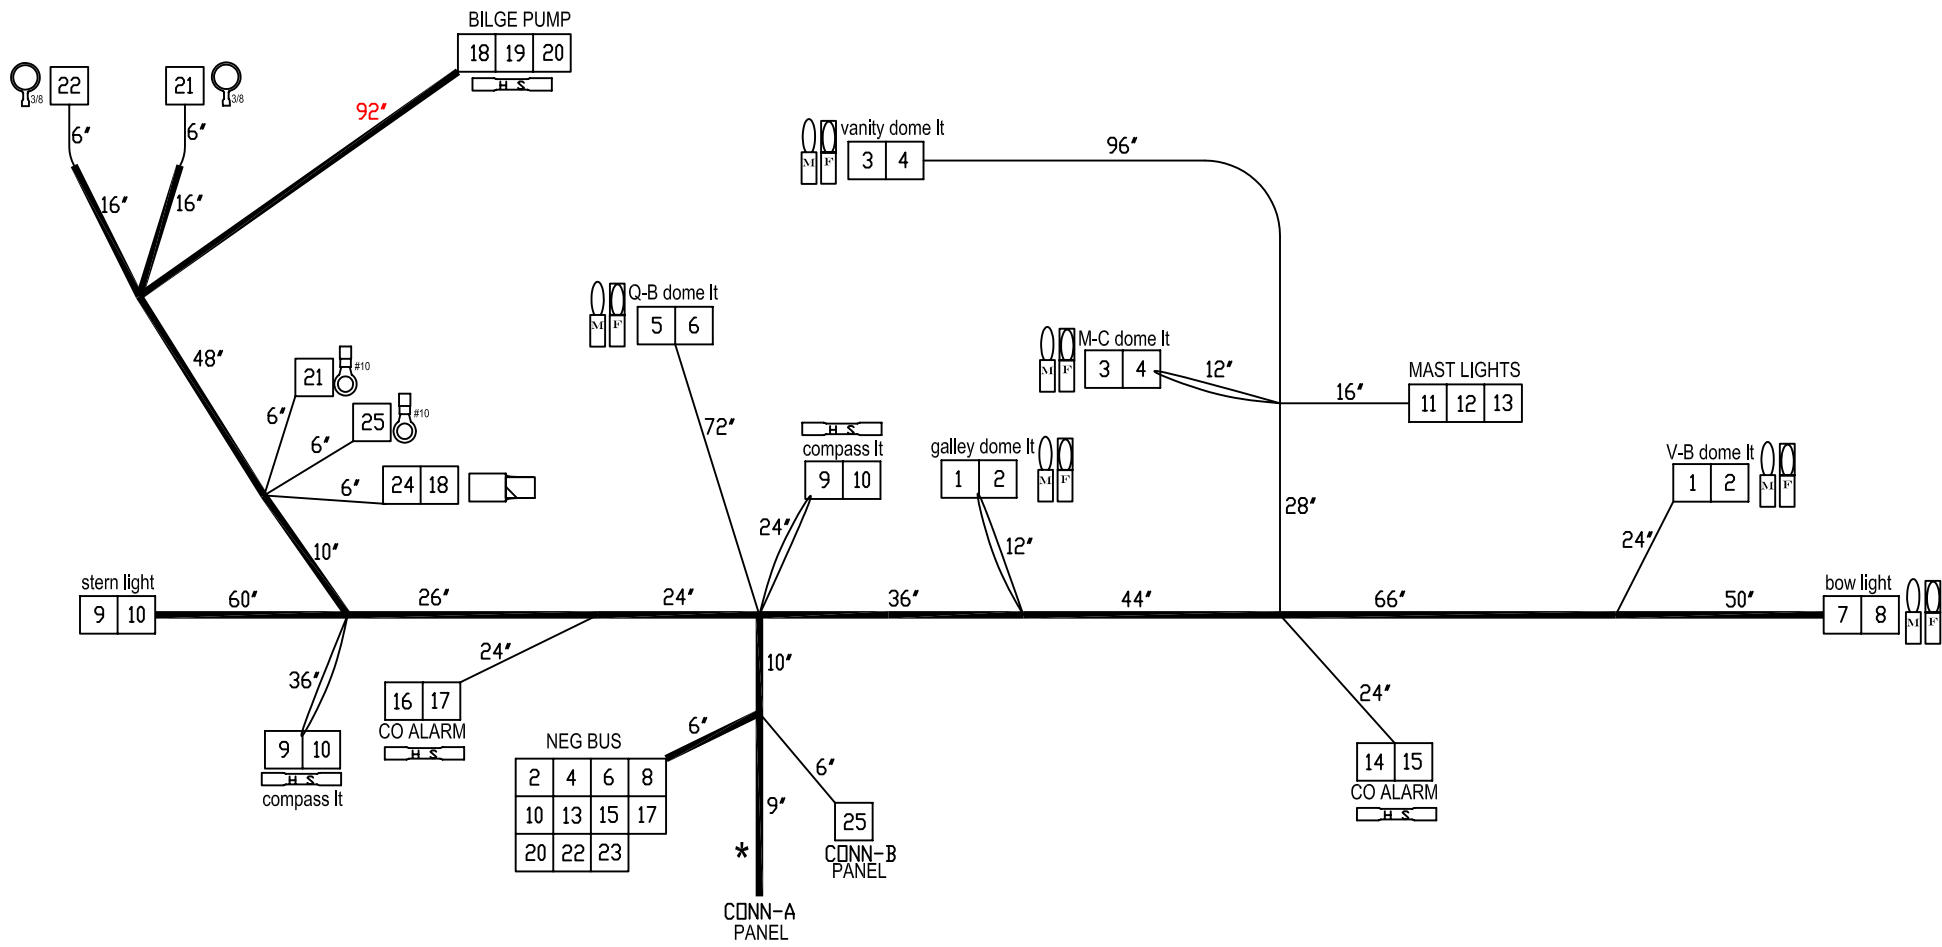 BILGE PUMP
18 19 20
H S
22
3/8
21
3/8
6"
6"
92"
16"
16"
vanity dome lt
M F
3 4
96"
Q-B dome lt
M F
5 6
48"
21
#10
25
#10
6"
6"
24 18
6"
10"
72"
M-C dome lt
M F
3 4
12"
16"
MAST LIGHTS
11 12 13
H S
compass lt
9 10
24"
galley dome lt
1 2
M F
12"
28"
V-B dome lt
1 2
M F
24"
stern light
9 10
60"
26"
24"
36"
44"
66"
50"
bow light
7 8
M F
36"
9 10
H S
compass lt
24"
16 17
CO ALARM
H S
10"
6"
6"
NEG BUS
2 4 6 8
10 13 15 17
20 22 23
9"
*
25
CONN-B
PANEL
CONN-A
PANEL
24"
14 15
CO ALARM
H S